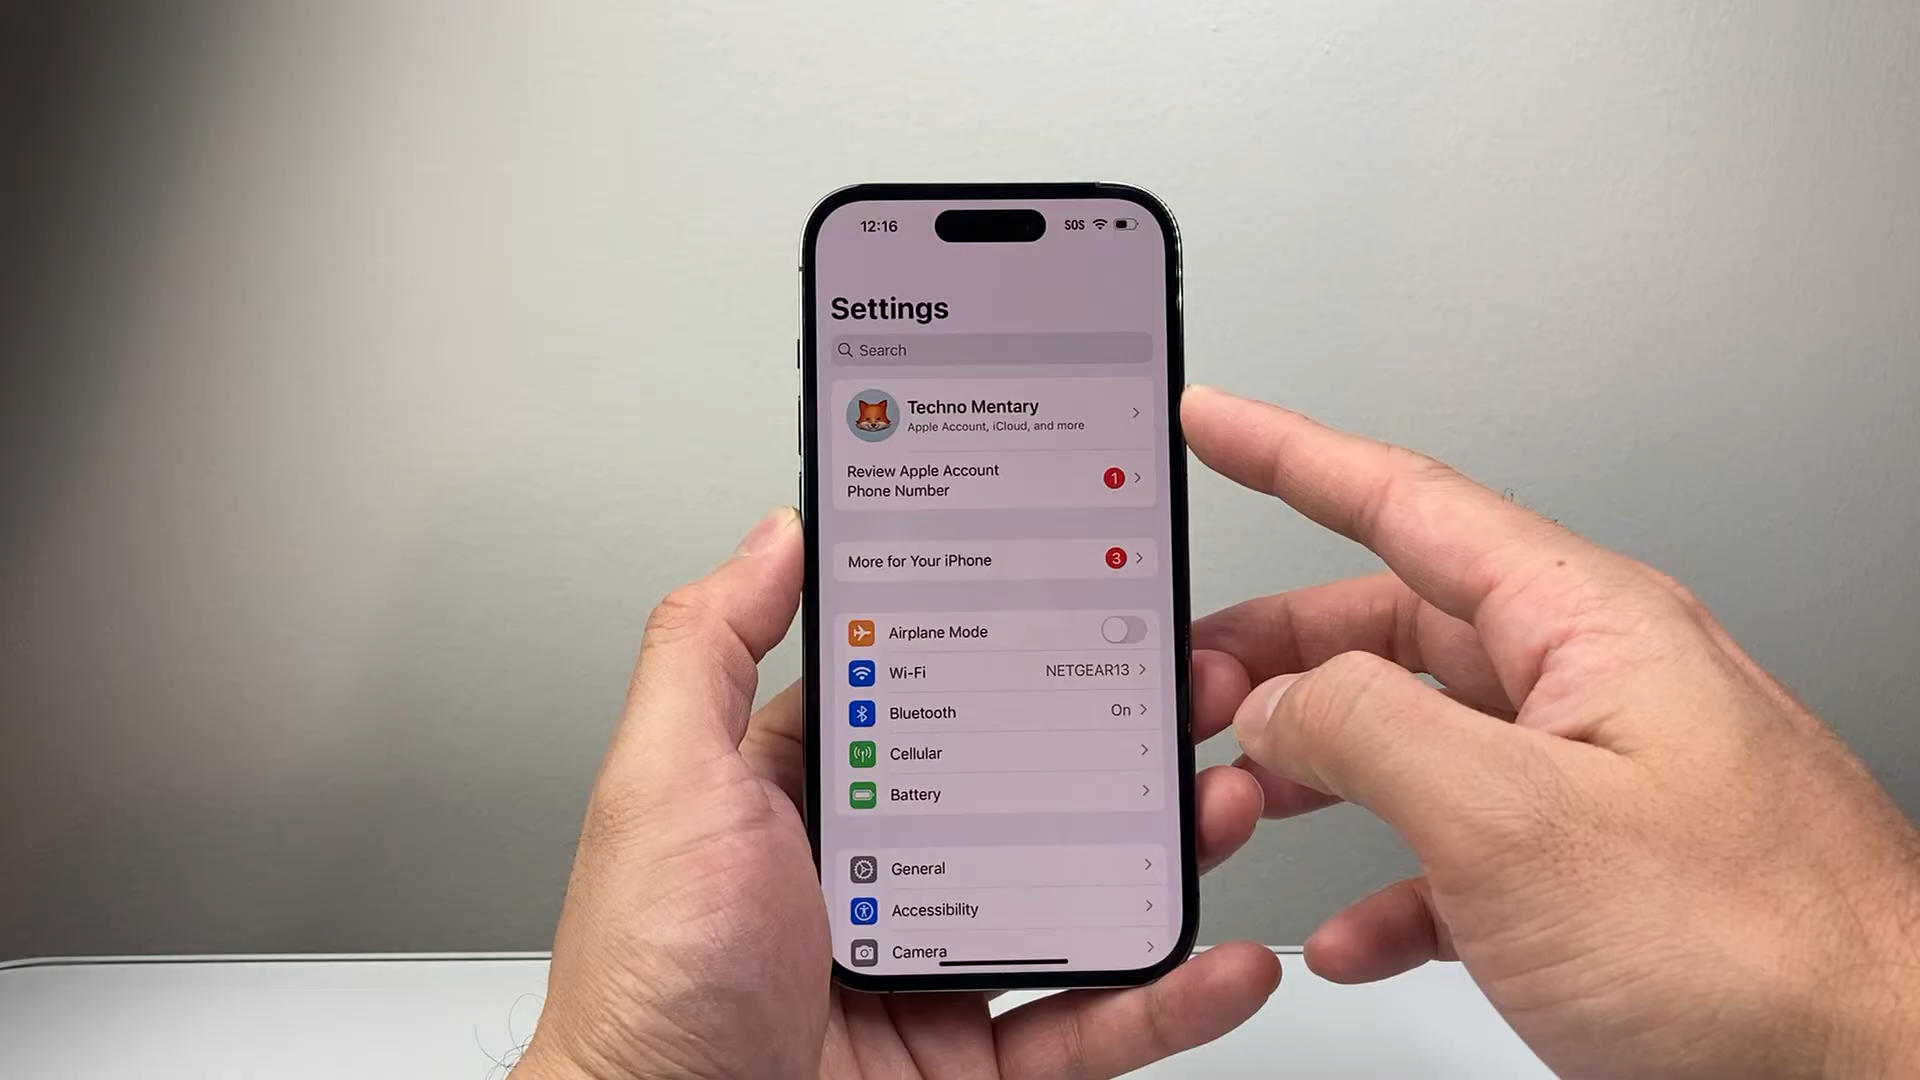 12:16 SOS
Settings
Search
Techno Mentary
Apple Account, iCloud, and more
Review Apple Account
Phone Number
1
More for Your iPhone 3
Airplane Mode
Wi-Fi NETGEAR13
Bluetooth On
Cellular
Battery
General
Accessibility
Camera